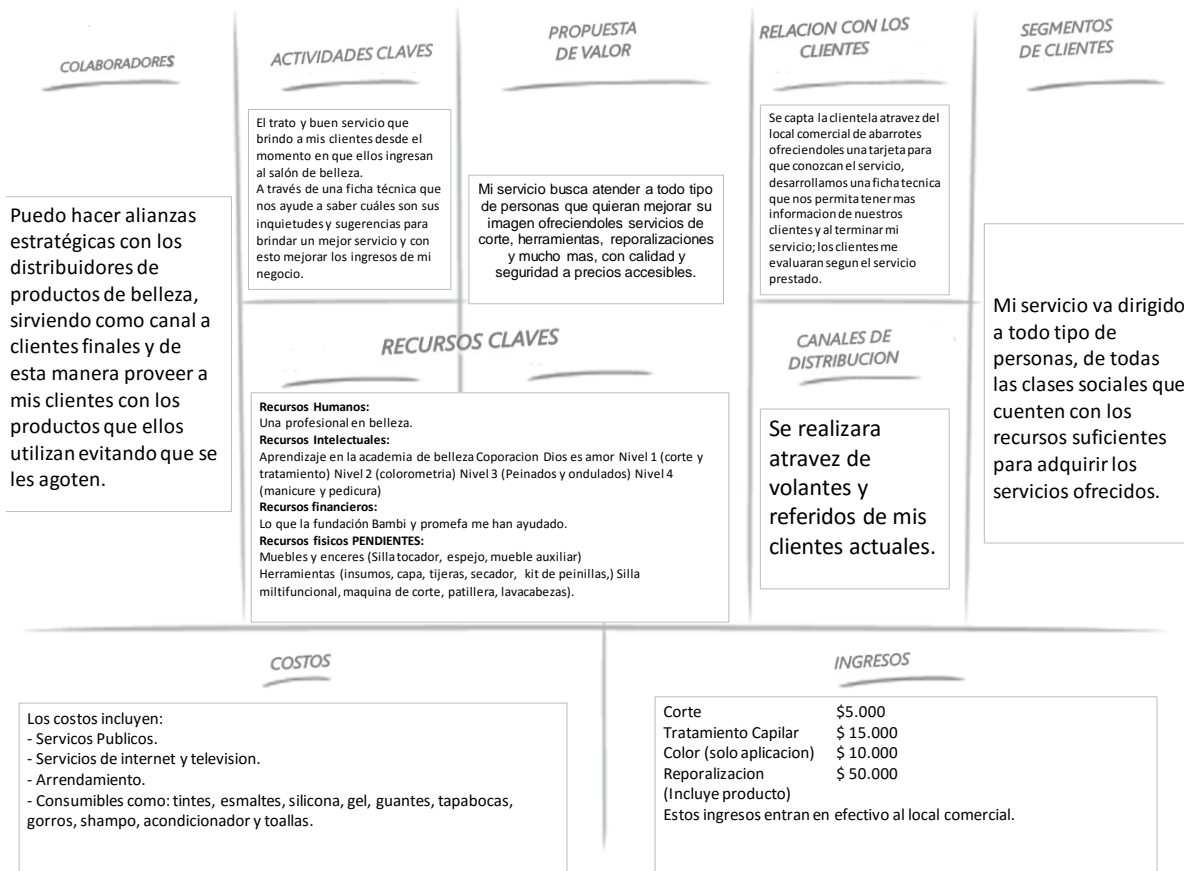 COLABORADORES
Puedo hacer alianzas
estratégicas con los
distribuidores de
productos de belleza,
sirviendo como canal a
clientes finales y de
esta manera proveer a
mis clientes con los
productos que ellos
utilizan evitando que se
les agoten.
ACTIVIDADES CLAVES
El trato y buen servicio que
brindo a mis clientes desde el
momento en que ellos ingresan
al salón de belleza.
A través de una ficha técnica que
nos ayude a saber cuáles son sus
inquietudes y sugerencias para
brindar un mejor servicio y con
esto mejorar los ingresos de mi
negocio.
PROPUESTA
DE VALOR
Mi servicio busca atender a todo tipo
de personas que quieran mejorar su
imagen ofreciendoles servicios de
corte, herramientas, reporalizaciones
y mucho mas, con calidad y
seguridad a precios accesibles.
RELACION CON LOS
CLIENTES
Se capta la clientela atravez del
local comercial de abarrotes
ofreciendoles una tarjeta para
que conozcan el servicio,
desarrollamos una ficha tecnica
que nos permita tener mas
informacion de nuestros
clientes y al terminar mi
servicio; los clientes me
evaluaran segun el servicio
prestado.
SEGMENTOS
DE CLIENTES
Mi servicio va dirigido
a todo tipo de
personas, de todas
las clases sociales que
cuenten con los
recursos suficientes
para adquirir los
servicios ofrecidos.
RECURSOS CLAVES
Recursos Humanos:
Una profesional en belleza.
Recursos Intelectuales:
Aprendizaje en la academia de belleza Coporacion Dios es amor Nivel 1 (corte y
tratamiento) Nivel 2 (colorometria) Nivel 3 (Peinados y ondulados) Nivel 4
(manicure y pedicura)
Recursos financieros:
Lo que la fundación Bambi y promefa me han ayudado.
Recursos fisicos PENDIENTES:
Muebles y enceres (Silla tocador, espejo, mueble auxiliar)
Herramientas (insumos, capa, tijeras, secador, kit de peinillas,) Silla
miltifuncional, maquina de corte, patillera, lavacabezas).
CANALES DE
DISTRIBUCION
Se realizara
atravez de
volantes y
referidos de mis
clientes actuales.
COSTOS
Los costos incluyen:
- Servicos Publicos.
- Servicios de internet y television.
- Arrendamiento.
- Consumibles como: tintes, esmaltes, silicona, gel, guantes, tapabocas,
gorros, shampo, acondicionador y toallas.
INGRESOS
Corte $5.000
Tratamiento Capilar $ 15.000
Color (solo aplicacion) $ 10.000
Reporalizacion $ 50.000
(Incluye producto)
Estos ingresos entran en efectivo al local comercial.